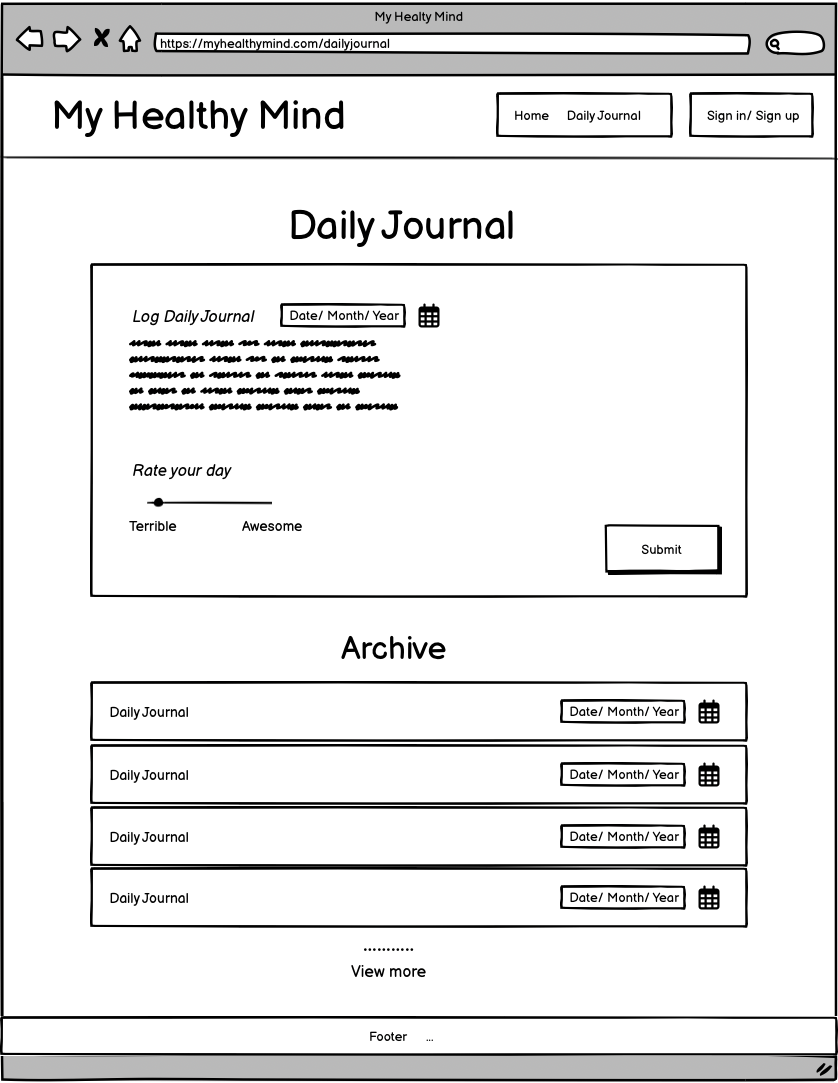 My Healty Mind
https://myhealthymind.com/dailyjournal
My Healthy Mind
Home Daily Journal
Sign in/ Sign up
Daily Journal
Log Daily Journal Date/ Month/ Year
Rate your day
Terrible Awesome
Submit
Archive
Daily Journal Date/ Month/ Year
Daily Journal Date/ Month/ Year
Daily Journal Date/ Month/ Year
Daily Journal Date/ Month/ Year
...........
View more
Footer ...